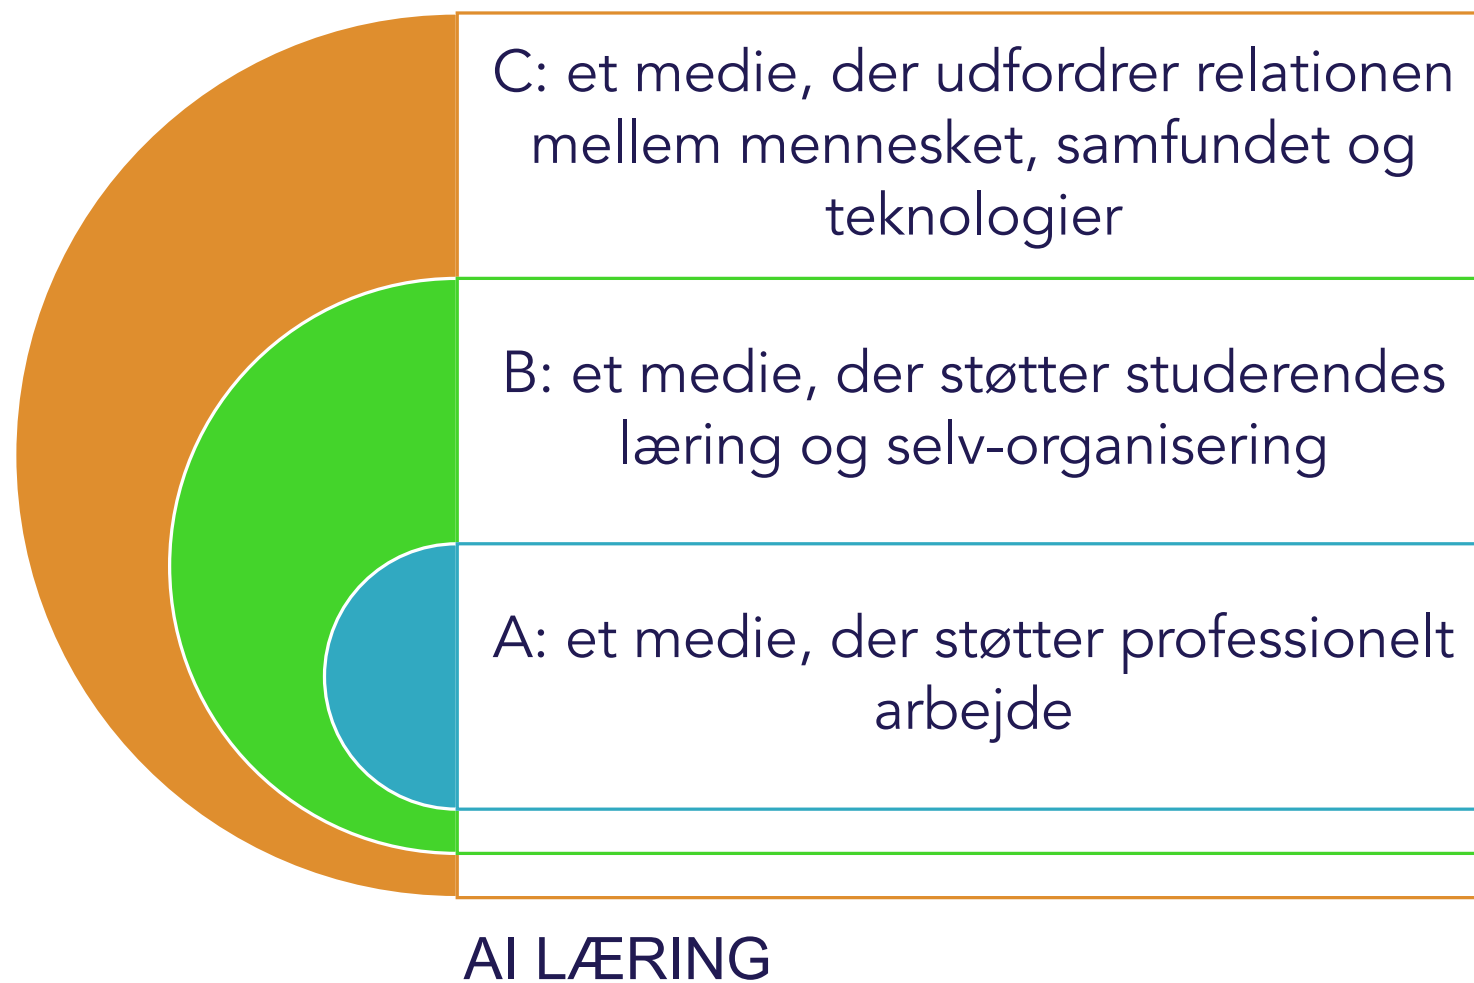 C: et medie, der udfordrer relationen
mellem mennesket, samfundet og
teknologier
B: et medie, der støtter studerendes
læring og selv-organisering
A: et medie, der støtter professionelt
arbejde
AI LÆRING